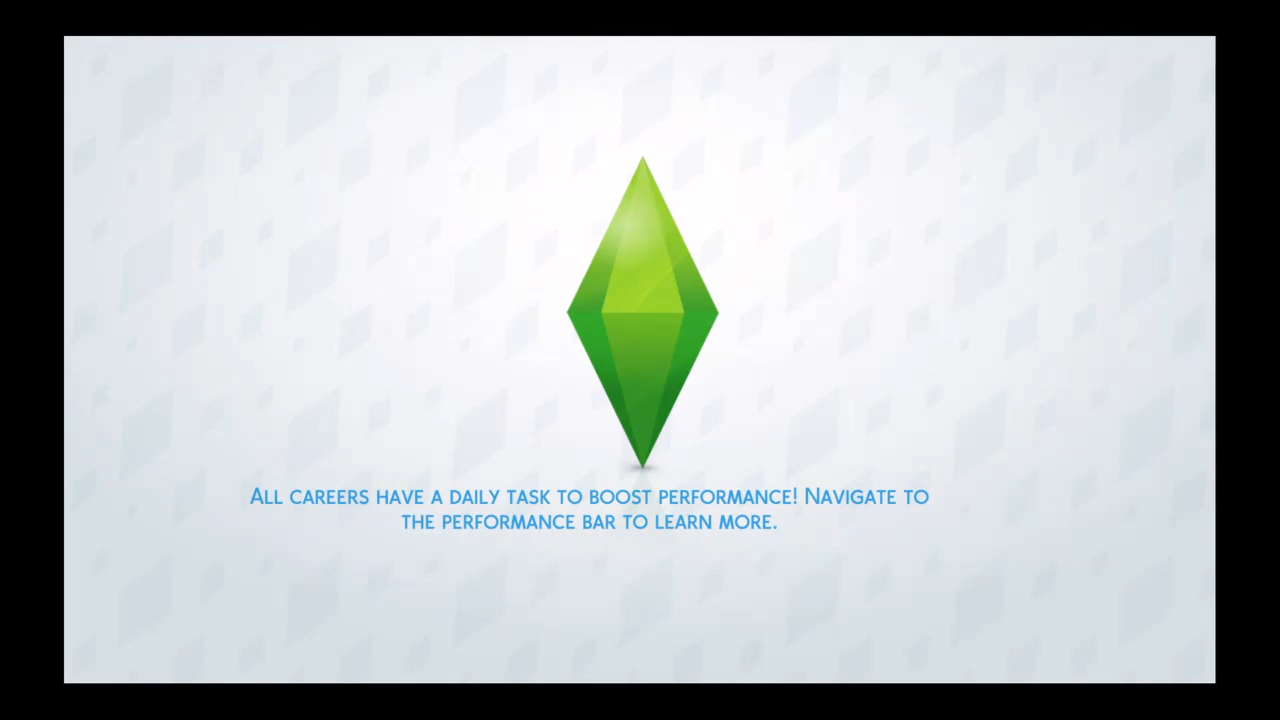 All careers have a daily task to boost performance! Navigate to
the performance bar to learn more.